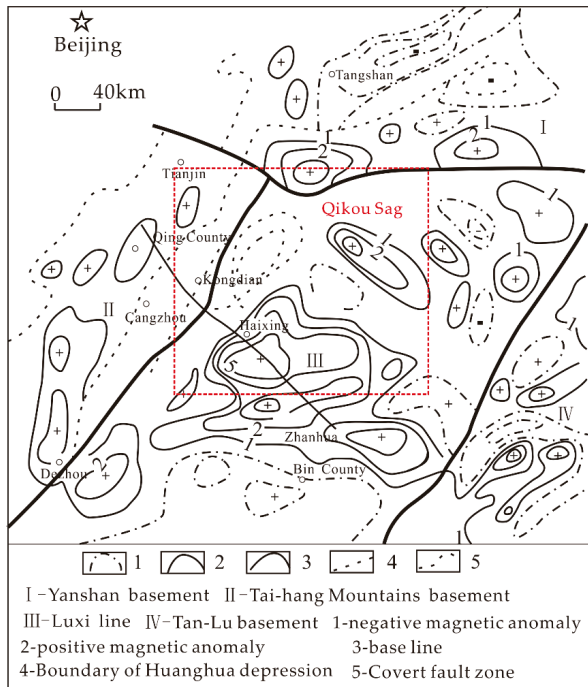 Beijing
0 40km
Tangshan
1
2
1
2
I
Tranjin
Qikou Sag
1
Qing County
1
2
1
Kongdian
II
Cangzhou
Haixing
1
5
III
IV
2
1
Zhanhua
Dezhou
2
Bin County
1
1 2 3 4 5
I-Yanshan basement II-Tai-hang Mountains basement
III-Luxi line IV-Tan-Lu basement 1-negative magnetic anomaly
2-positive magnetic anomaly 3-base line
4-Boundary of Huanghua depression 5-Covert fault zone